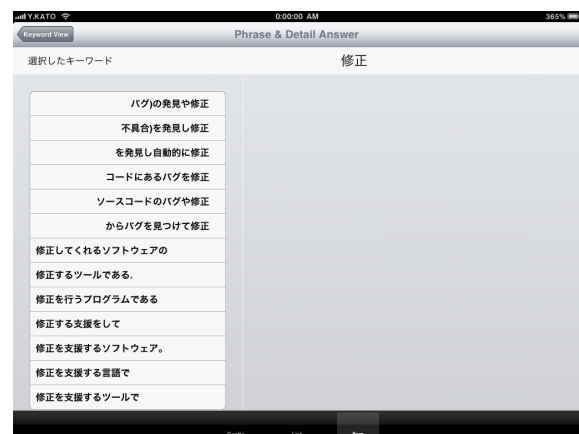 Y.KATO
0:00:00 AM
365%
Keyword View
Phrase & Detail Answer
選択したキーワード
修正
バグ)の発見や修正
不具合)を発見し修正
を発見し自動的に修正
コードにあるバグを修正
ソースコードのバグや修正
からバグを見つけて修正
修正してくれるソフトウェアの
修正するツールである.
修正を行うプログラムである
修正する支援をして
修正を支援するソフトウェア。
修正を支援する言語で
修正を支援するツールで
List